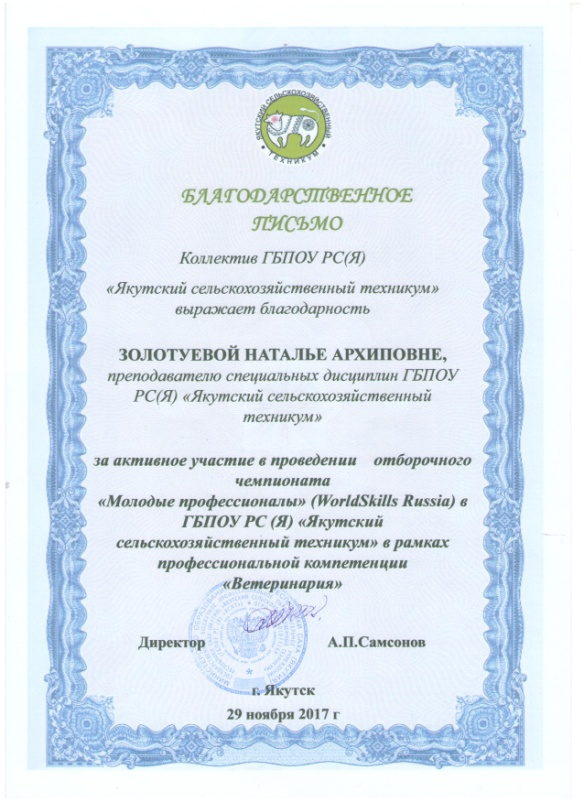 ЯКУТСКИЙ СЕЛЬСКОХОЗЯЙСТВЕННЫЙ
ТЕХНИКУМ
БЛАГОДАРСТВЕННОЕ
ПИСЬМО
Коллектив ГБПОУ РС(Я)
«Якутский сельскохозяйственный техникум»
выражает благодарность
ЗОЛОТУЕВОЙ НАТАЛЬЕ АРХИПОВНЕ,
преподавателю специальных дисциплин ГБПОУ
РС(Я) «Якутский сельскохозяйственный
техникум»
за активное участие в проведении отборочного
чемпионата
«Молодые профессионалы» (WorldSkills Russia) в
ГБПОУ РС (Я) «Якутский
сельскохозяйственный техникум» в рамках
профессиональной компетенции
«Ветеринария»
Директор А.П.Самсонов
г. Якутск
29 ноября 2017 г